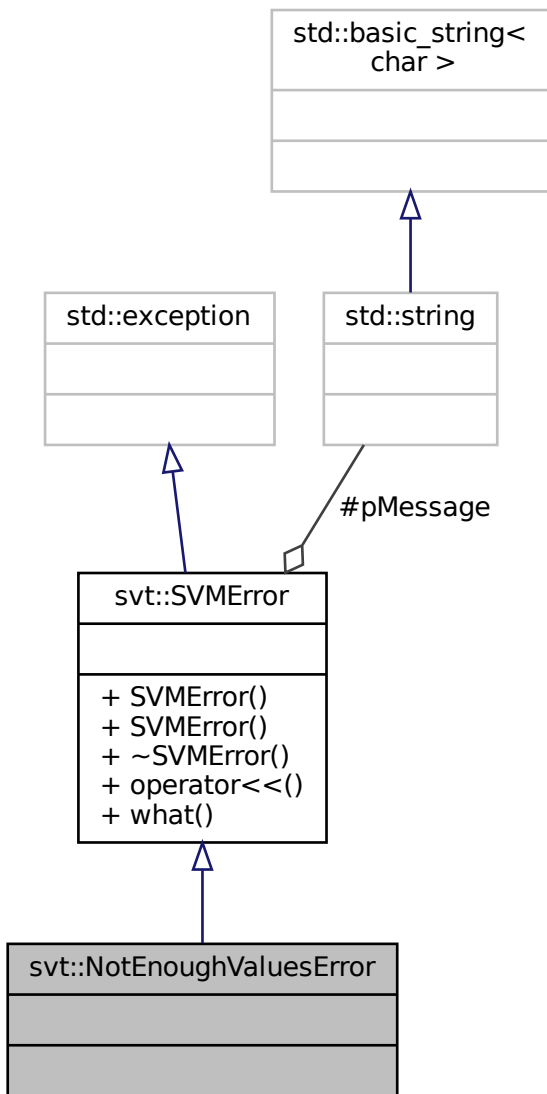 std::basic_string<
char >
std::exception
std::string
#pMessage
svt::SVMError
+ SVMError()
+ SVMError()
+ ~SVMError()
+ operator<<()
+ what()
svt::NotEnoughValuesError